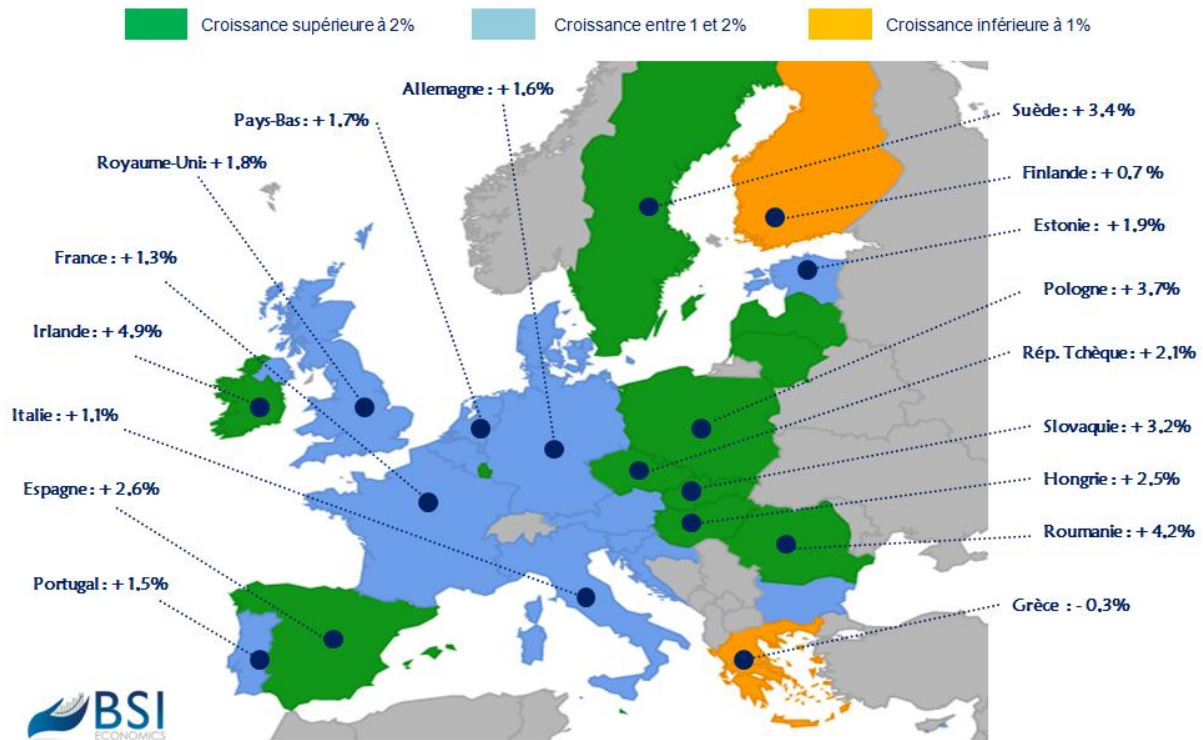 Croissance supérieure à 2%
Croissance entre 1 et 2%
Croissance inférieure à 1%
Allemagne : + 1,6%
Pays-Bas : + 1,7%
Royaume-Uni: + 1,8%
France : + 1,3%
Irlande : + 4,9%
Italie : + 1,1%
Espagne : + 2,6%
Portugal : + 1,5%
Suède : + 3,4 %
Finlande : + 0,7 %
Estonie : + 1,9%
Pologne : + 3,7%
Rép. Tchèque : + 2,1%
Slovaquie : + 3,2%
Hongrie : + 2,5%
Roumanie : + 4,2%
Grèce : - 0,3%
BSI
ECONOMICS